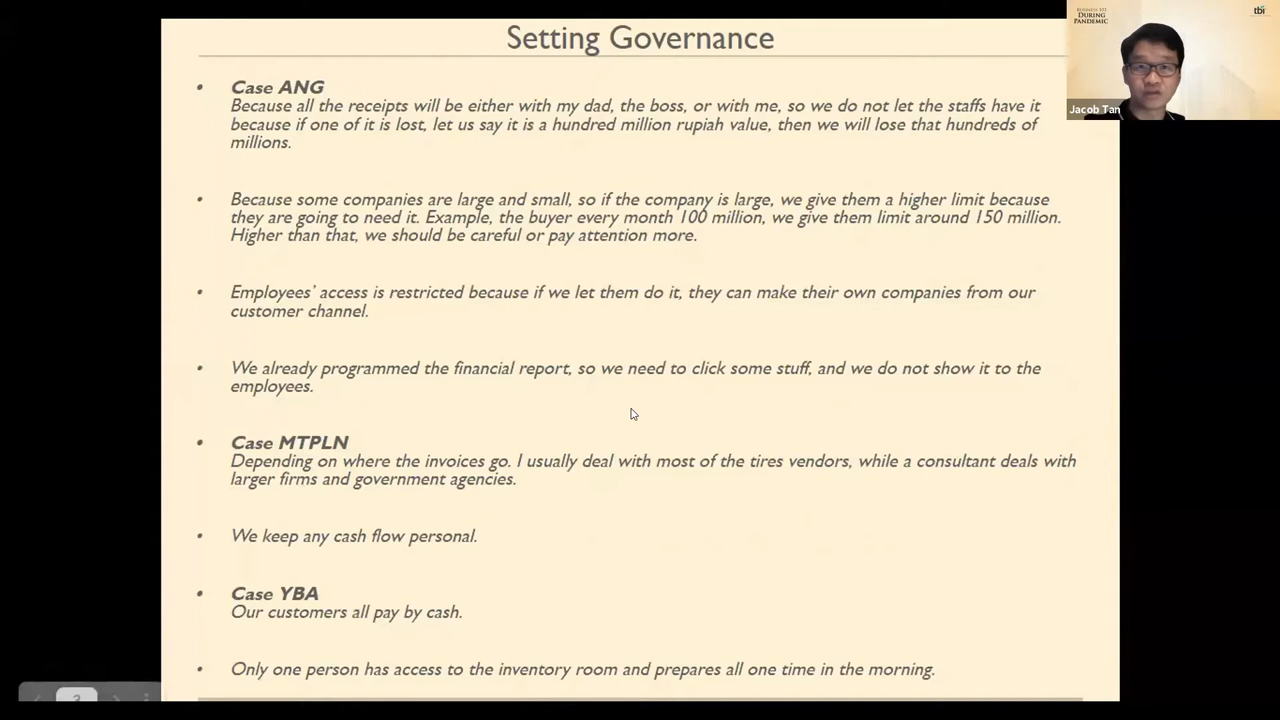 Setting Governance
BUSINESS 101
DURING
PANDEMIC
tbi
Jacob Tan
• Case ANG
Because all the receipts will be either with my dad, the boss, or with me, so we do not let the staffs have it
because if one of it is lost, let us say it is a hundred million rupiah value, then we will lose that hundreds of
millions.
• Because some companies are large and small, so if the company is large, we give them a higher limit because
they are going to need it. Example, the buyer every month 100 million, we give them limit around 150 million.
Higher than that, we should be careful or pay attention more.
• Employees’ access is restricted because if we let them do it, they can make their own companies from our
customer channel.
• We already programmed the financial report, so we need to click some stuff, and we do not show it to the
employees.
• Case MTPLN
Depending on where the invoices go. I usually deal with most of the tires vendors, while a consultant deals with
larger firms and government agencies.
• We keep any cash flow personal.
• Case YBA
Our customers all pay by cash.
• Only one person has access to the inventory room and prepares all one time in the morning.
3